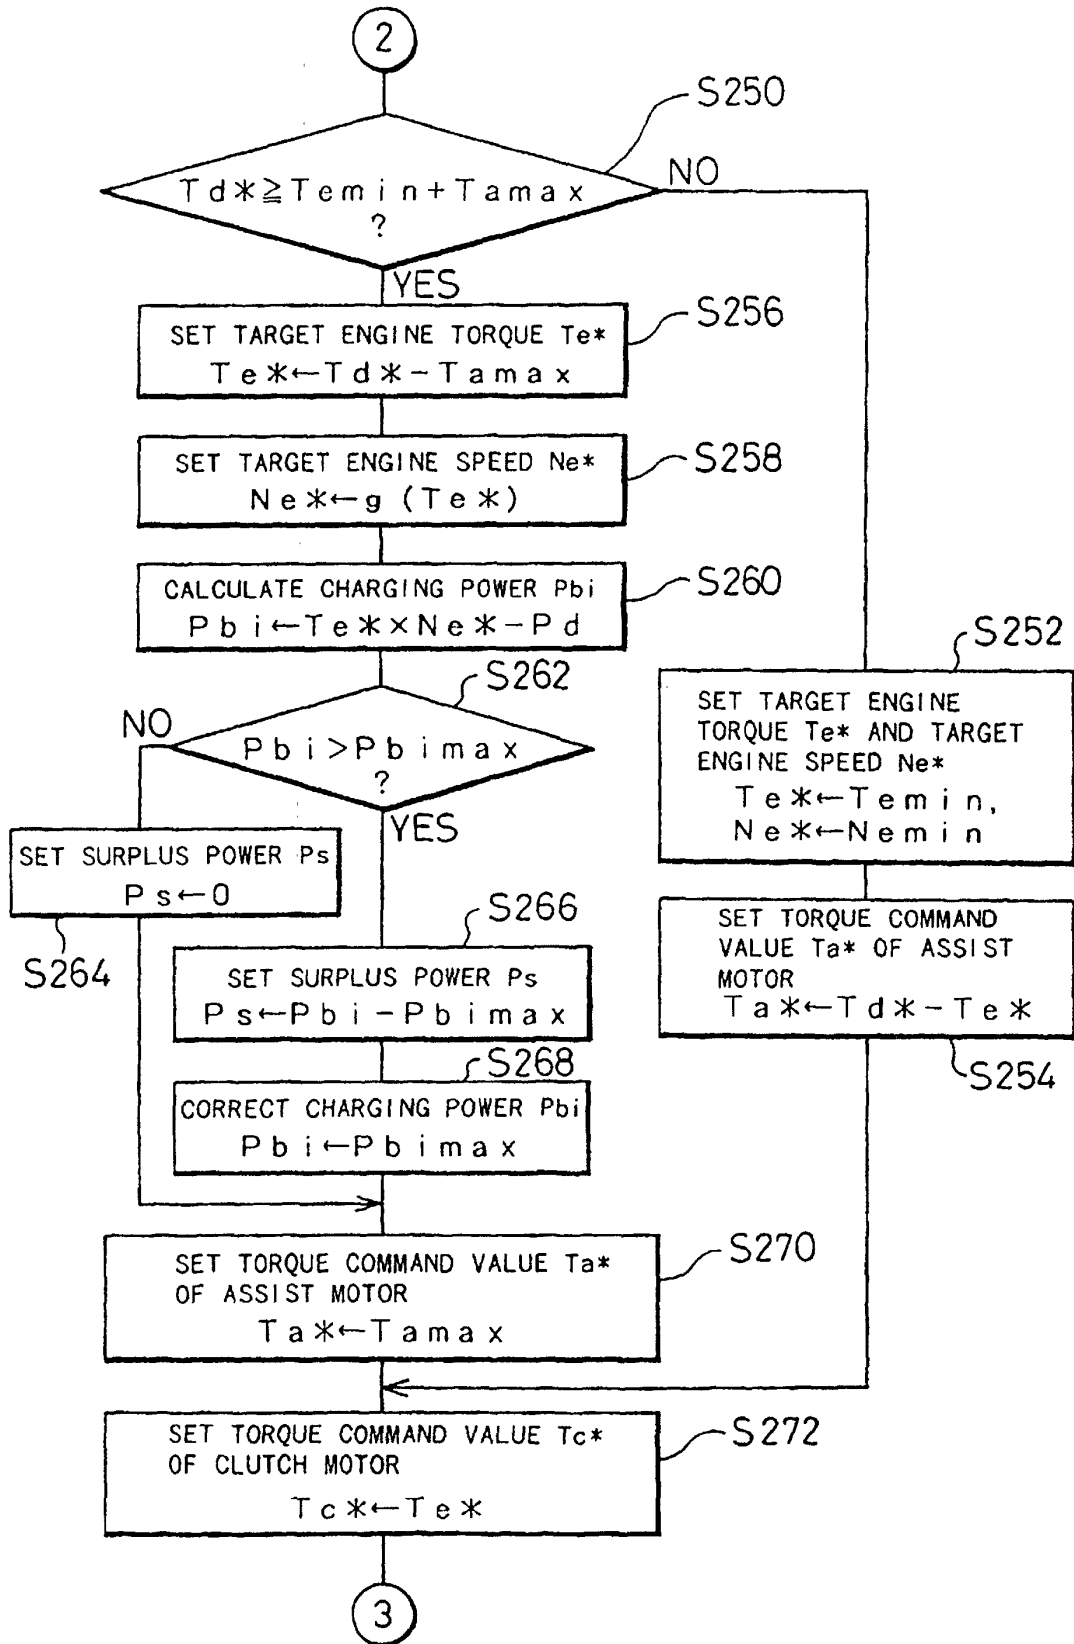 2
S250
Td*≧Temin+Tamax
?
NO
YES
S256
SET TARGET ENGINE TORQUE Te*
Te*←Td*-Tamax
S258
SET TARGET ENGINE SPEED Ne*
Ne*←g (Te*)
S260
CALCULATE CHARGING POWER Pbi
Pbi←Te*×Ne*-Pd
S262
Pbi>Pbimax
?
NO
YES
SET SURPLUS POWER Ps
Ps←0
S264
S266
SET SURPLUS POWER Ps
Ps←Pbi-Pbimax
S268
CORRECT CHARGING POWER Pbi
Pbi←Pbimax
S252
SET TARGET ENGINE
TORQUE Te* AND TARGET
ENGINE SPEED Ne*
Te*←Temin,
Ne*←Nemin
SET TORQUE COMMAND
VALUE Ta* OF ASSIST
MOTOR
Ta*←Td*-Te*
S254
S270
SET TORQUE COMMAND VALUE Ta*
OF ASSIST MOTOR
Ta*←Tamax
S272
SET TORQUE COMMAND VALUE Tc*
OF CLUTCH MOTOR
Tc*←Te*
3